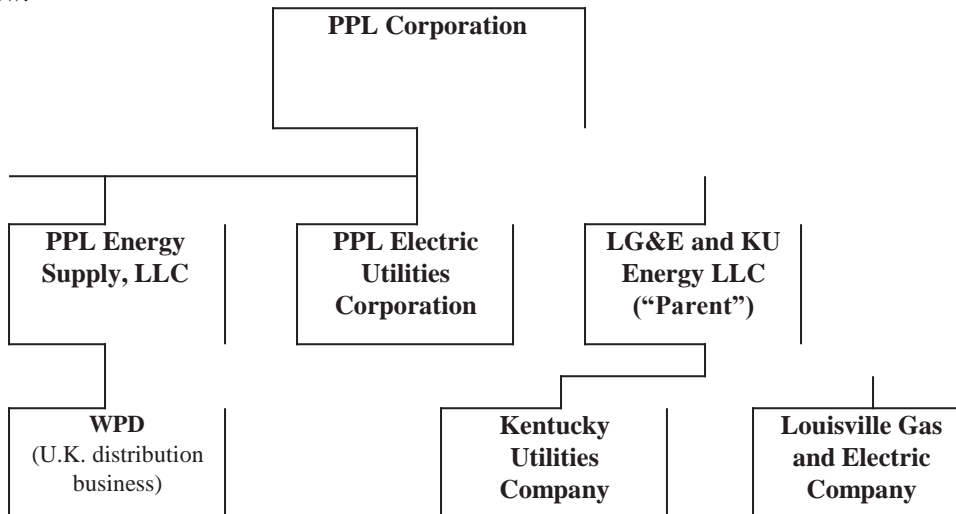 PPL Corporation
PPL Energy
Supply, LLC
PPL Electric
Utilities
Corporation
LG&E and KU
Energy LLC
(“Parent”)
WPD
(U.K. distribution
business)
Kentucky
Utilities
Company
Louisville Gas
and Electric
Company